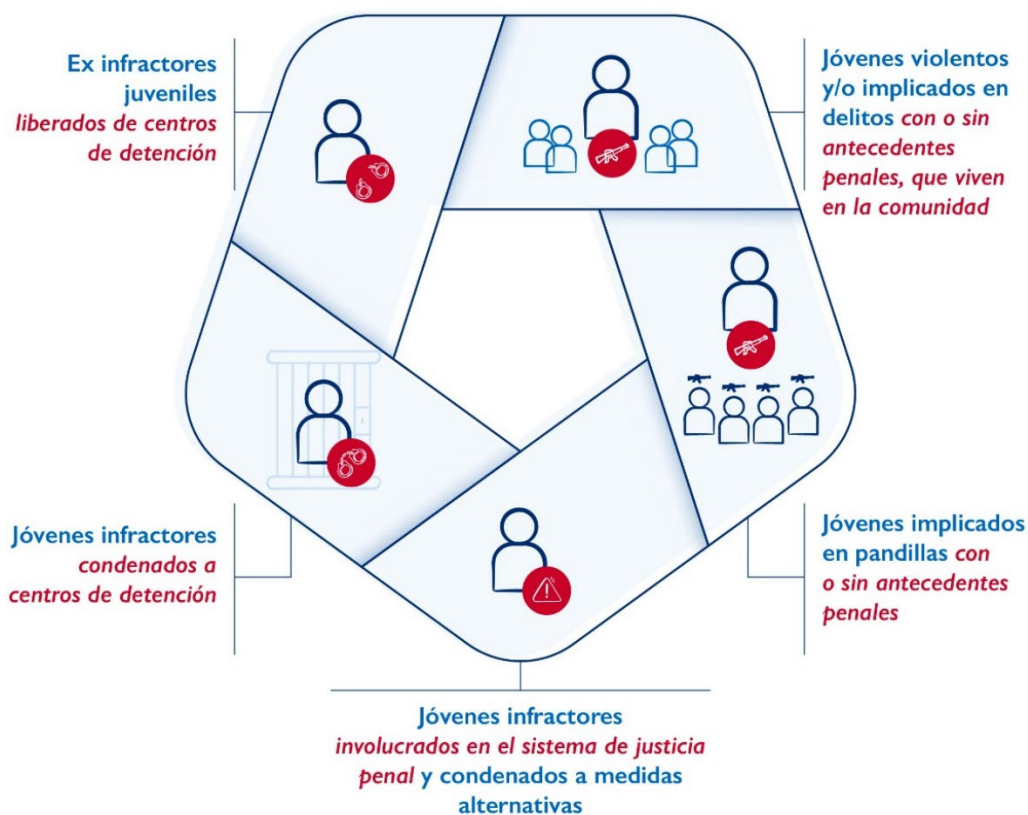 Ex infractores
juveniles
liberados de centros
de detención
Jóvenes violentos
y/o implicados en
delitos con o sin
antecedentes
penales, que viven
en la comunidad
Jóvenes infractores
condenados a
centros de detención
Jóvenes implicados
en pandillas con
o sin antecedentes
penales
Jóvenes infractores
involucrados en el sistema de justicia
penal y condenados a medidas
alternativas